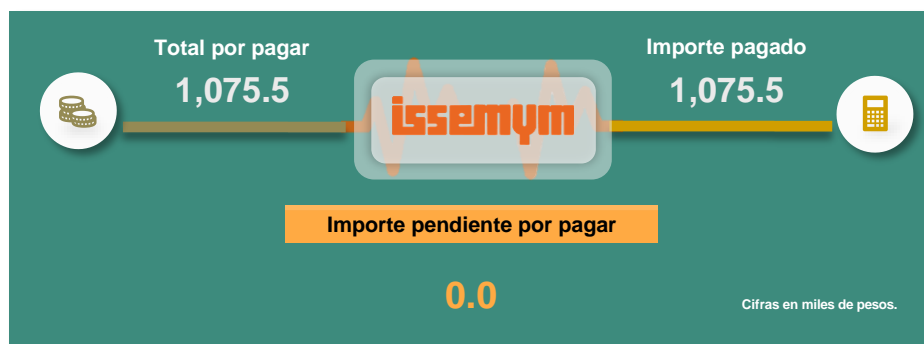 Total por pagar
1,075.5
Importe pagado
1,075.5
issemym
Importe pendiente por pagar
0.0
Cifras en miles de pesos.